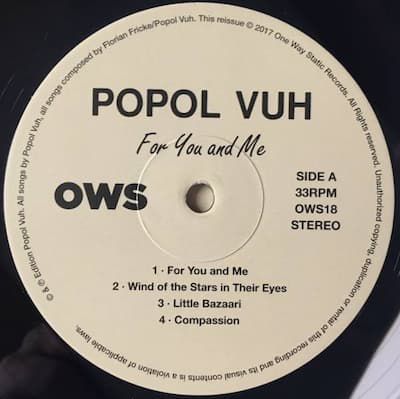 © & ℗ Edition Popol Vuh. All songs by Popol Vuh, all songs composed by Florian Fricke/Popol Vuh. This reissue © 2017 One Way Static Records. All Rights reserved. Unauthorized copying, duplication or rental of this recording and its visual contents is a violation of applicable laws.
POPOL VUH
For You and Me
OWS
SIDE A
33RPM
OWS18
STEREO
1 · For You and Me
2 · Wind of the Stars in Their Eyes
3 · Little Bazaari
4 · Compassion